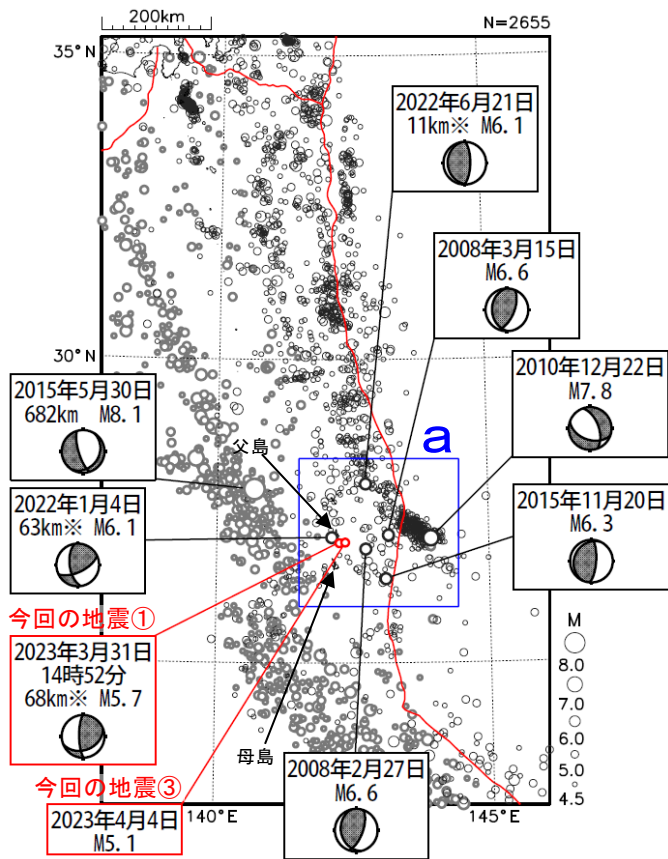 200km
N=2655
35°N
2022年6月21日
11km※ M6.1
2008年3月15日
M6.6
30°N
2010年12月22日
M7.8
2015年5月30日
682km M8.1
a
父島
2022年1月4日
63km※ M6.1
2015年11月20日
M6.3
今回の地震①
2023年3月31日
14時52分
68km※ M5.7
M
8.0
7.0
6.0
5.0
4.5
母島
今回の地震③
2023年4月4日
M5.1
2008年2月27日
M6.6
140°E
145°E